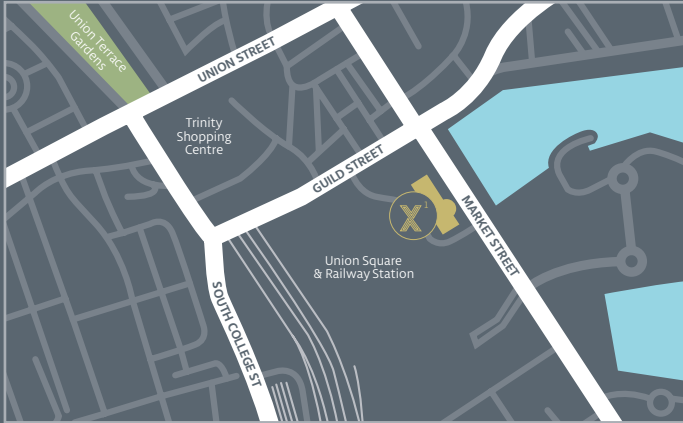 Union Terrace
Gardens
UNION STREET
Trinity
Shopping
Centre
GUILD STREET
X1
MARKET STREET
Union Square
& Railway Station
SOUTH COLLEGE ST